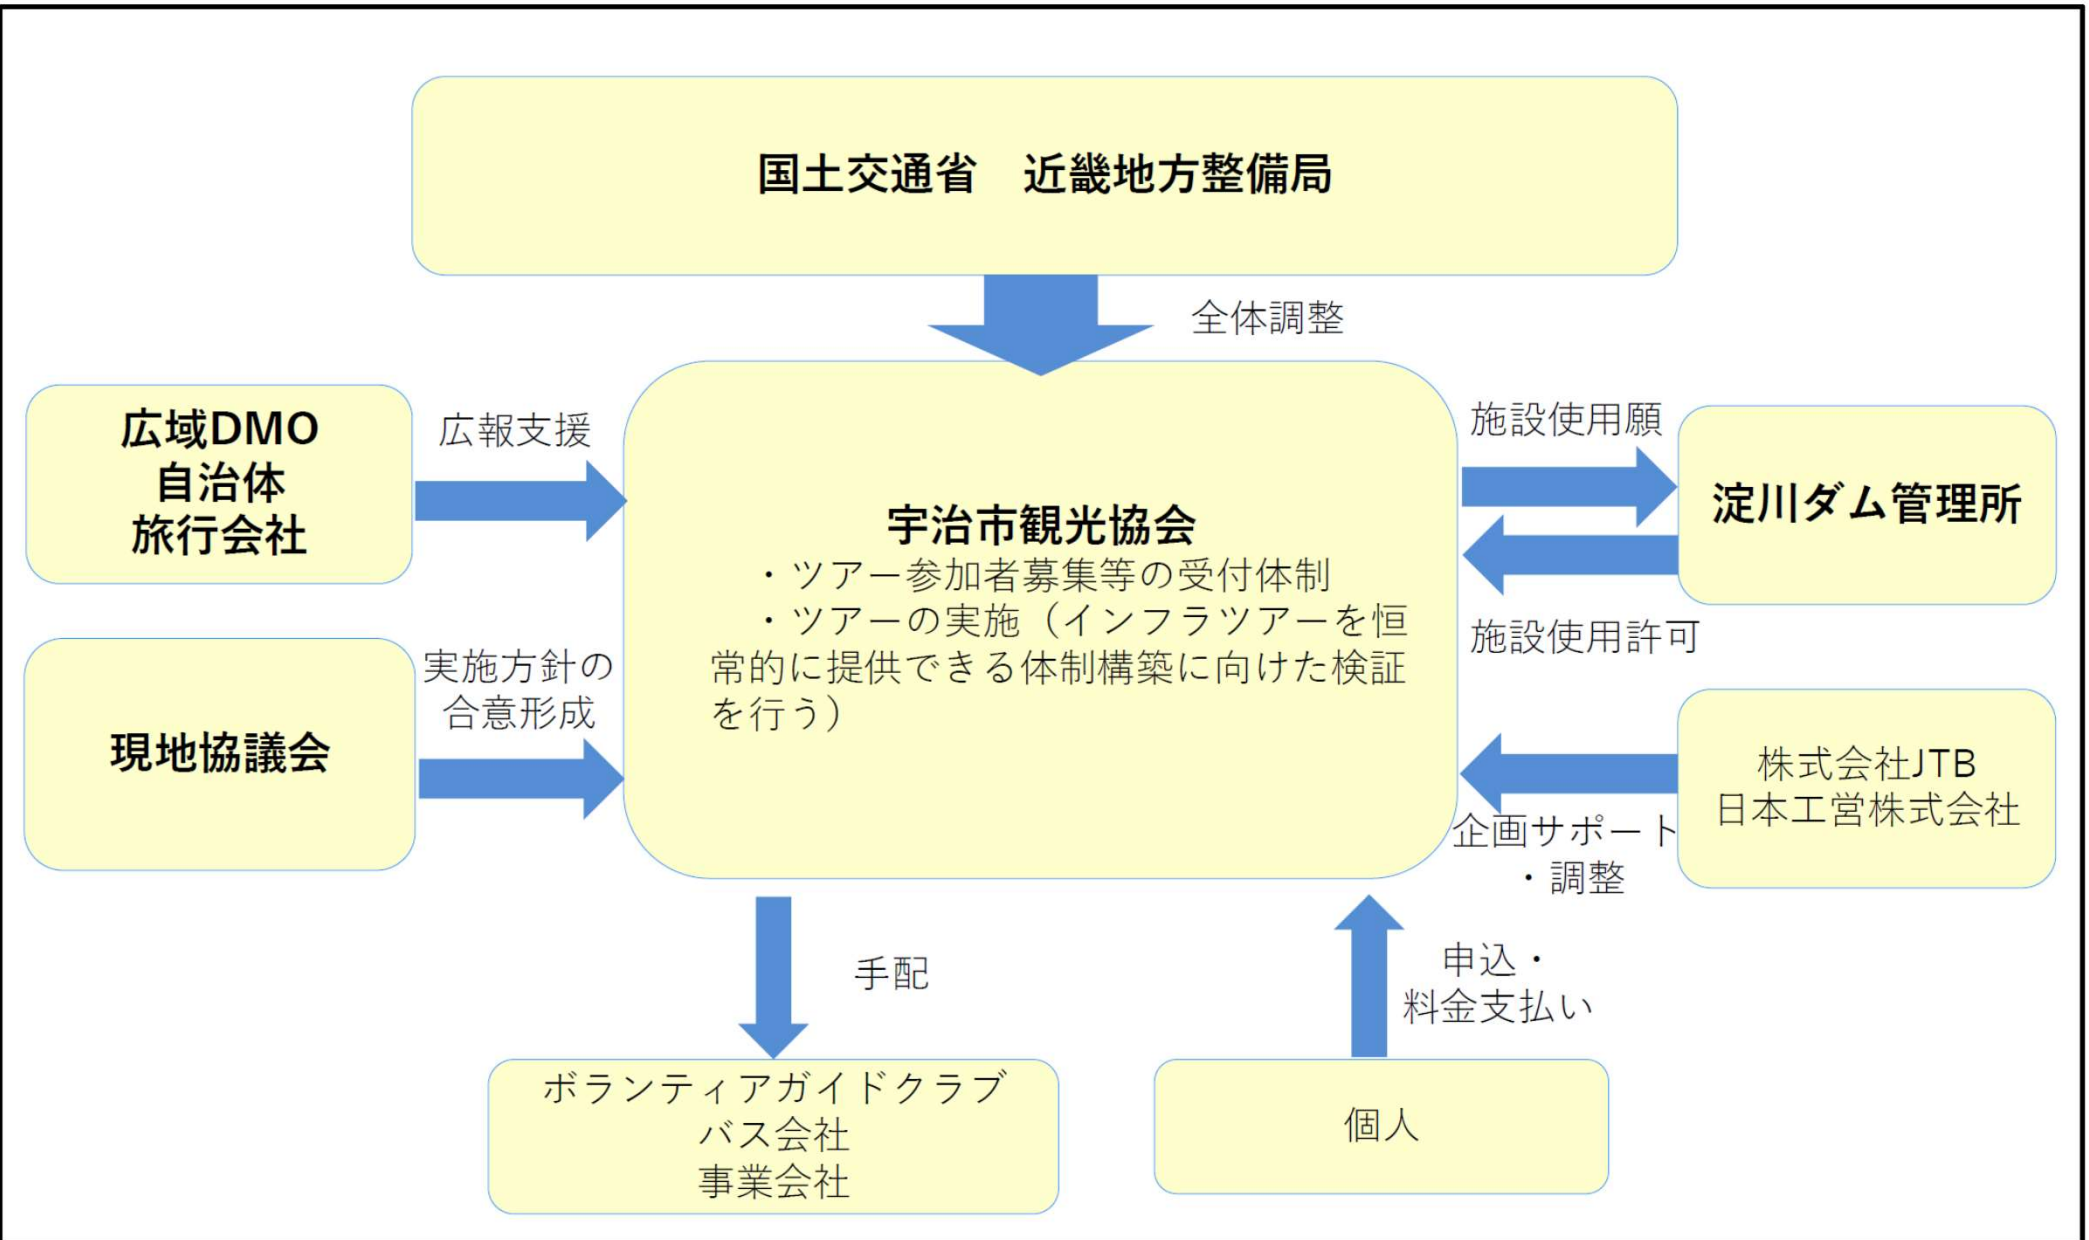 国土交通省　近畿地方整備局
全体調整
広域DMO
自治体
旅行会社
広報支援
現地協議会
実施方針の
合意形成
宇治市観光協会
・ツアー参加者募集等の受付体制
・ツアーの実施（インフラツアーを恒
常的に提供できる体制構築に向けた検証
を行う）
施設使用願
淀川ダム管理所
施設使用許可
株式会社JTB
日本工営株式会社
企画サポート
・調整
手配
ボランティアガイドクラブ
バス会社
事業会社
申込・
料金支払い
個人